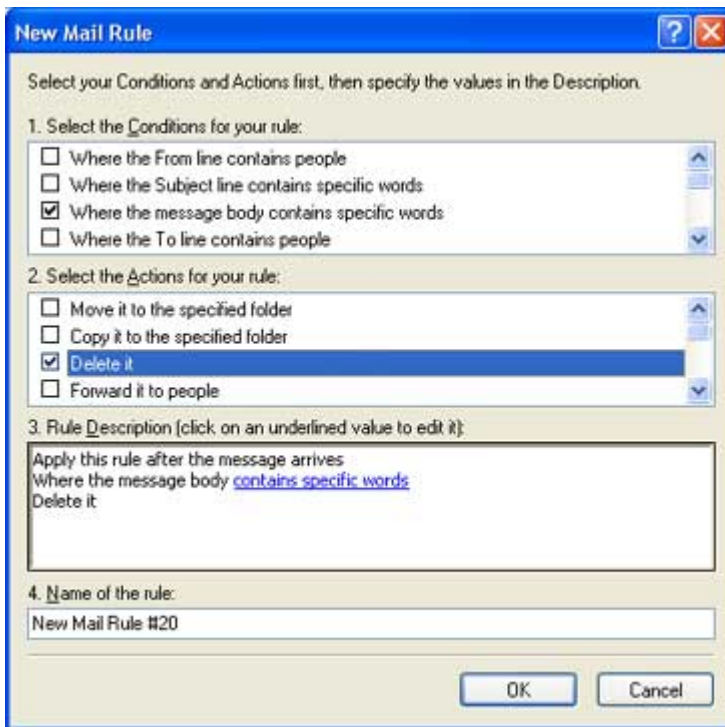 New Mail Rule
Select your Conditions and Actions first, then specify the values in the Description.
1. Select the Conditions for your rule:
Where the From line contains people
Where the Subject line contains specific words
Where the message body contains specific words
Where the To line contains people
2. Select the Actions for your rule:
Move it to the specified folder
Copy it to the specified folder
Delete it
Forward it to people
3. Rule Description (click on an underlined value to edit it):
Apply this rule after the message arrives
Where the message body contains specific words
Delete it
4. Name of the rule:
New Mail Rule #20
OK Cancel